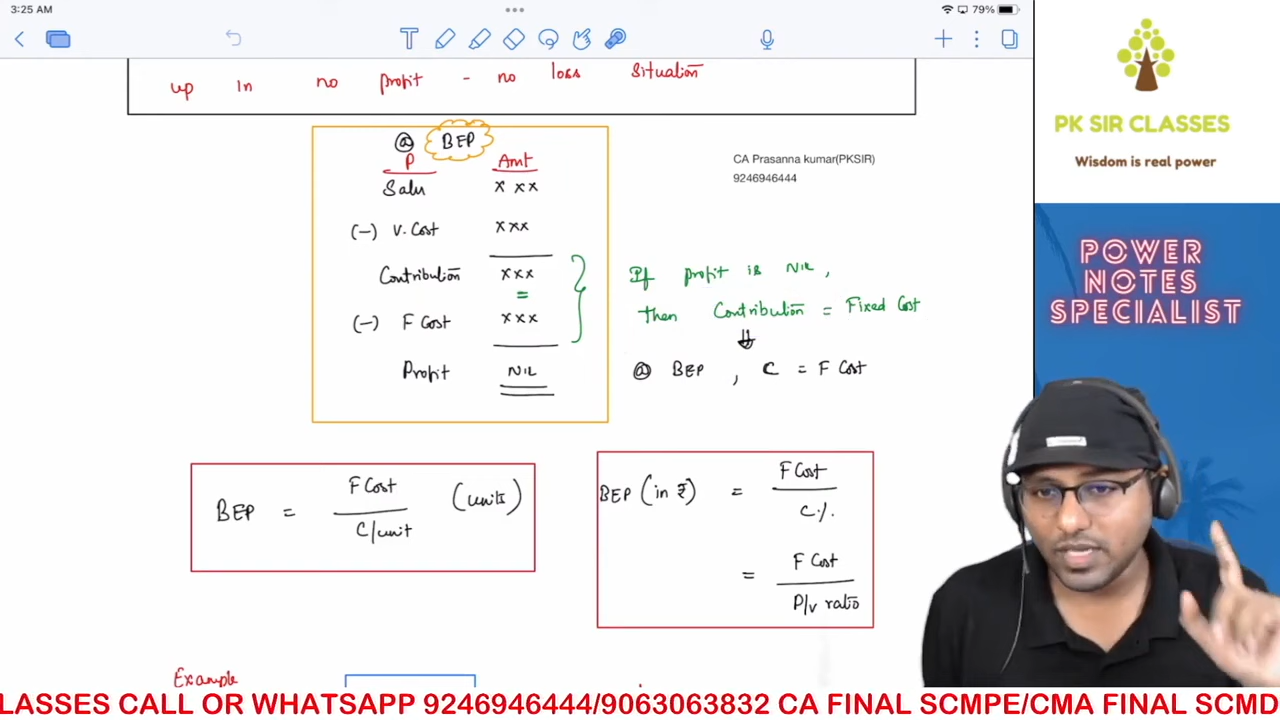 3:25 AM
79%
up in no profit - no loss situation
@ BEP
P Amt
Sales x xx
(-) V. Cost xxx
Contribution xxx
=
(-) F Cost xxx
Profit NIL
CA Prasanna kumar(PKSIR)
9246946444
If profit is NIL,
then Contribution = Fixed Cost
⇓
@ BEP , C = F Cost
BEP = F Cost (units)
C/unit
BEP (in ₹) = F Cost
C%
= F Cost
P/v ratio
Example
PK SIR CLASSES
Wisdom is real power
POWER
NOTES
SPECIALIST
LASSES CALL OR WHATSAPP 9246946444/9063063832 CA FINAL SCMPE/CMA FINAL SCMD